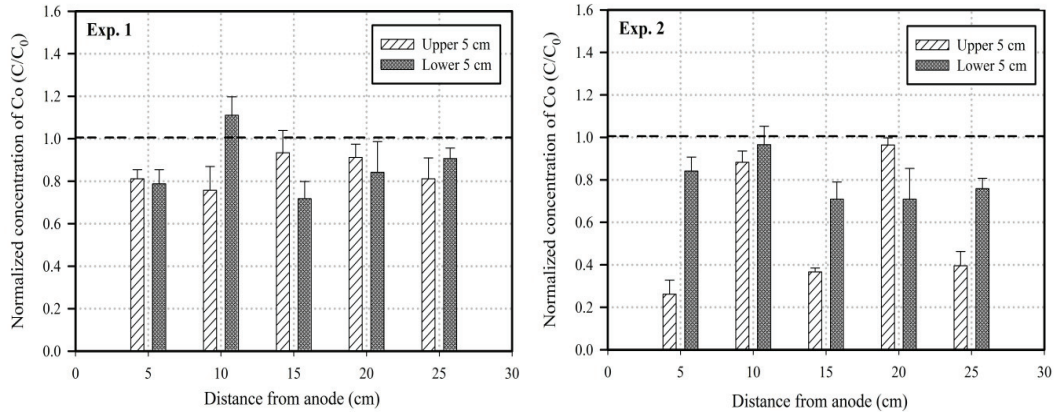 Exp. 1
Upper 5 cm
Lower 5 cm
Normalized concentration of Co (C/C₀)
1.6
1.4
1.2
1.0
0.8
0.6
0.4
0.2
0.0
0 5 10 15 20 25 30
Distance from anode (cm)
Exp. 2
Upper 5 cm
Lower 5 cm
Normalized concentration of Co (C/C₀)
1.6
1.4
1.2
1.0
0.8
0.6
0.4
0.2
0.0
0 5 10 15 20 25 30
Distance from anode (cm)